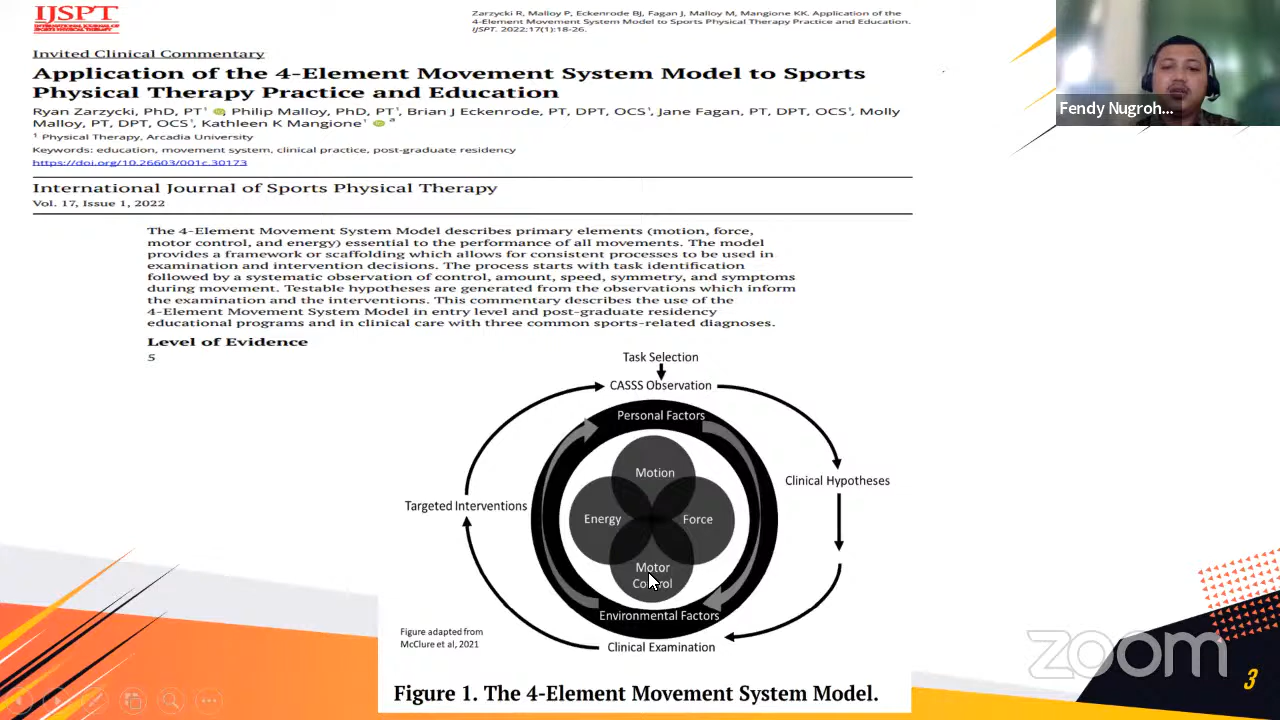 IJSPT
INTERNATIONAL JOURNAL OF SPORTS PHYSICAL THERAPY
Zarzycki R, Malloy P, Eckenrode BJ, Fagan J, Malloy M, Mangione KK. Application of the
4-Element Movement System Model to Sports Physical Therapy Practice and Education.
IJSPT. 2022;17(1):18-26.
Fendy Nugroh...
Invited Clinical Commentary
Application of the 4-Element Movement System Model to Sports
Physical Therapy Practice and Education
Ryan Zarzycki, PhD, PT¹, Philip Malloy, PhD, PT¹, Brian J Eckenrode, PT, DPT, OCS¹, Jane Fagan, PT, DPT, OCS¹, Molly
Malloy, PT, DPT, OCS¹, Kathleen K Mangione¹ ª
¹ Physical Therapy, Arcadia University
Keywords: education, movement system, clinical practice, post-graduate residency
https://doi.org/10.26603/001c.30173
International Journal of Sports Physical Therapy
Vol. 17, Issue 1, 2022
The 4-Element Movement System Model describes primary elements (motion, force,
motor control, and energy) essential to the performance of all movements. The model
provides a framework or scaffolding which allows for consistent processes to be used in
examination and intervention decisions. The process starts with task identification
followed by a systematic observation of control, amount, speed, symmetry, and symptoms
during movement. Testable hypotheses are generated from the observations which inform
the examination and the interventions. This commentary describes the use of the
4-Element Movement System Model in entry level and post-graduate residency
educational programs and in clinical care with three common sports-related diagnoses.
Level of Evidence
5
Task Selection
CASSS Observation
Personal Factors
Motion
Clinical Hypotheses
Targeted Interventions
Energy
Force
Motor
Control
Environmental Factors
Clinical Examination
Figure adapted from
McClure et al, 2021
Figure 1. The 4-Element Movement System Model.
zoom
3